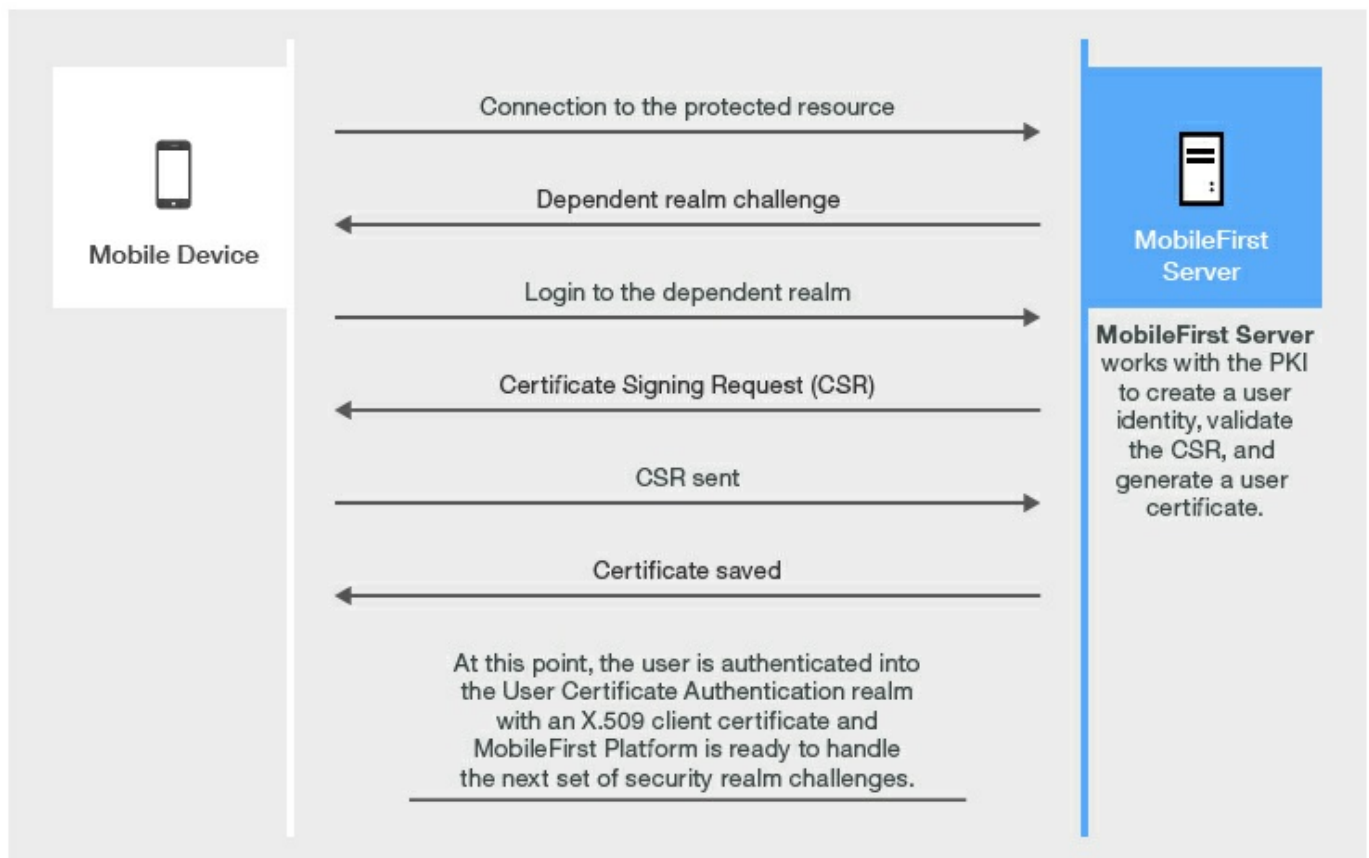 Connection to the protected resource
Dependent realm challenge
Mobile Device
MobileFirst
Server
Login to the dependent realm
MobileFirst Server
works with the PKI
to create a user
identity, validate
the CSR, and
generate a user
certificate.
Certificate Signing Request (CSR)
CSR sent
Certificate saved
At this point, the user is authenticated into
the User Certificate Authentication realm
with an X.509 client certificate and
MobileFirst Platform is ready to handle
the next set of security realm challenges.